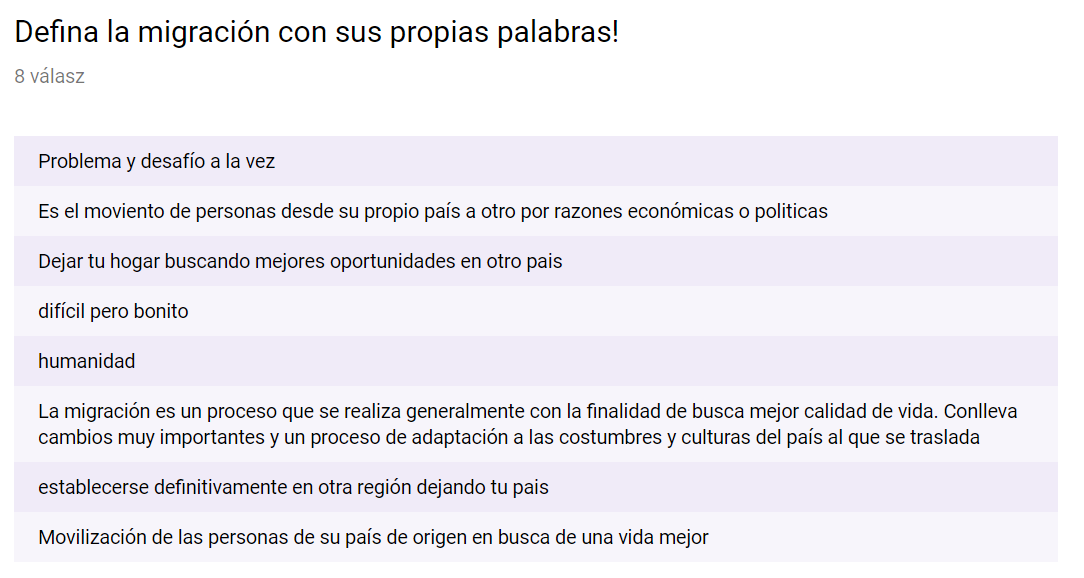 Defina la migración con sus propias palabras!
8 válasz
Problema y desafío a la vez
Es el moviento de personas desde su propio país a otro por razones económicas o politicas
Dejar tu hogar buscando mejores oportunidades en otro pais
difícil pero bonito
humanidad
La migración es un proceso que se realiza generalmente con la finalidad de busca mejor calidad de vida. Conlleva
cambios muy importantes y un proceso de adaptación a las costumbres y culturas del país al que se traslada
establecerse definitivamente en otra región dejando tu pais
Movilización de las personas de su país de origen en busca de una vida mejor